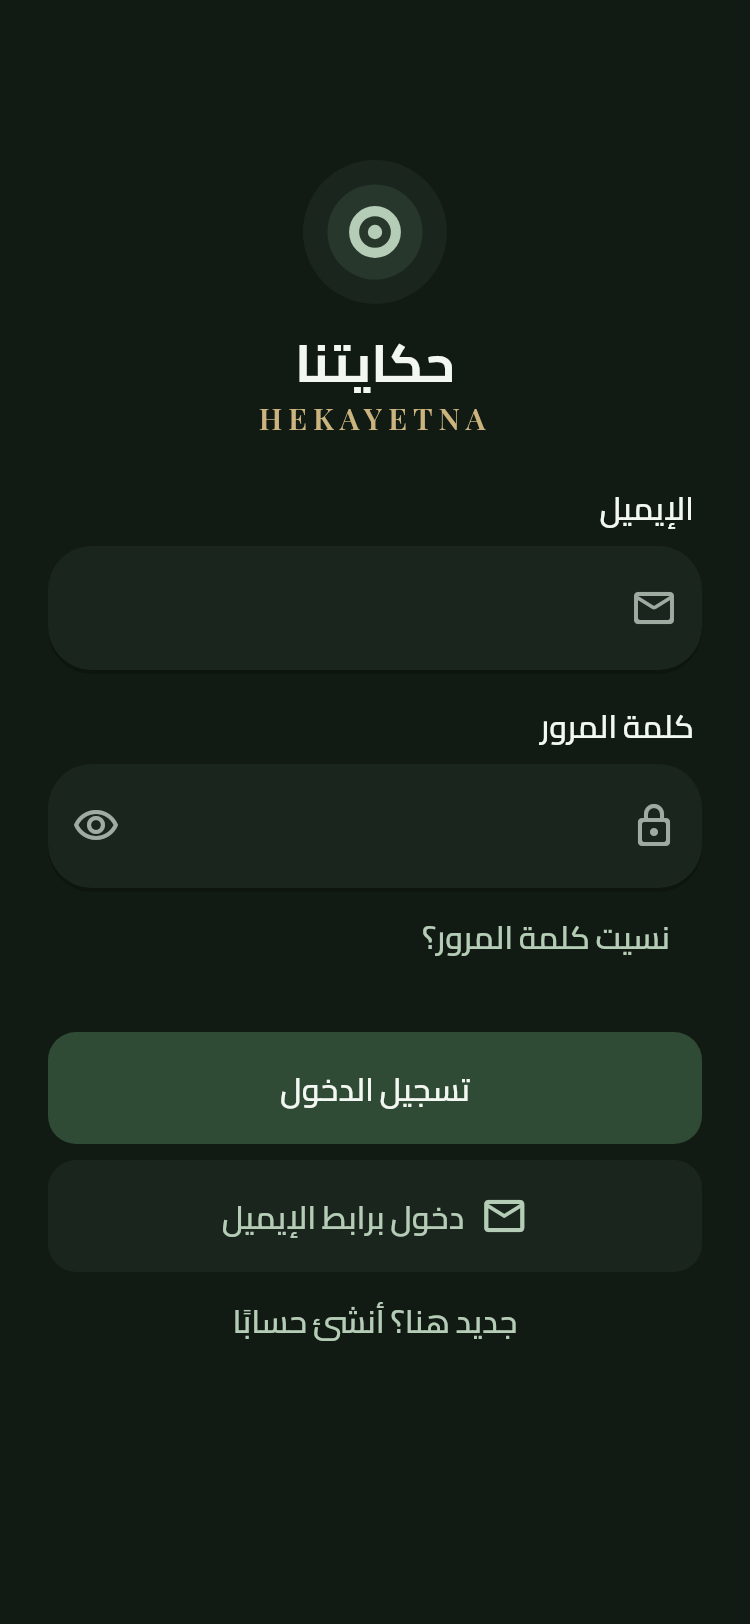 حكايتنا
HEKAYETNA
الإيميل
كلمة المرور
نسيت كلمة المرور؟
تسجيل الدخول
دخول برابط الإيميل
جديد هنا؟ أنشئ حسابًا